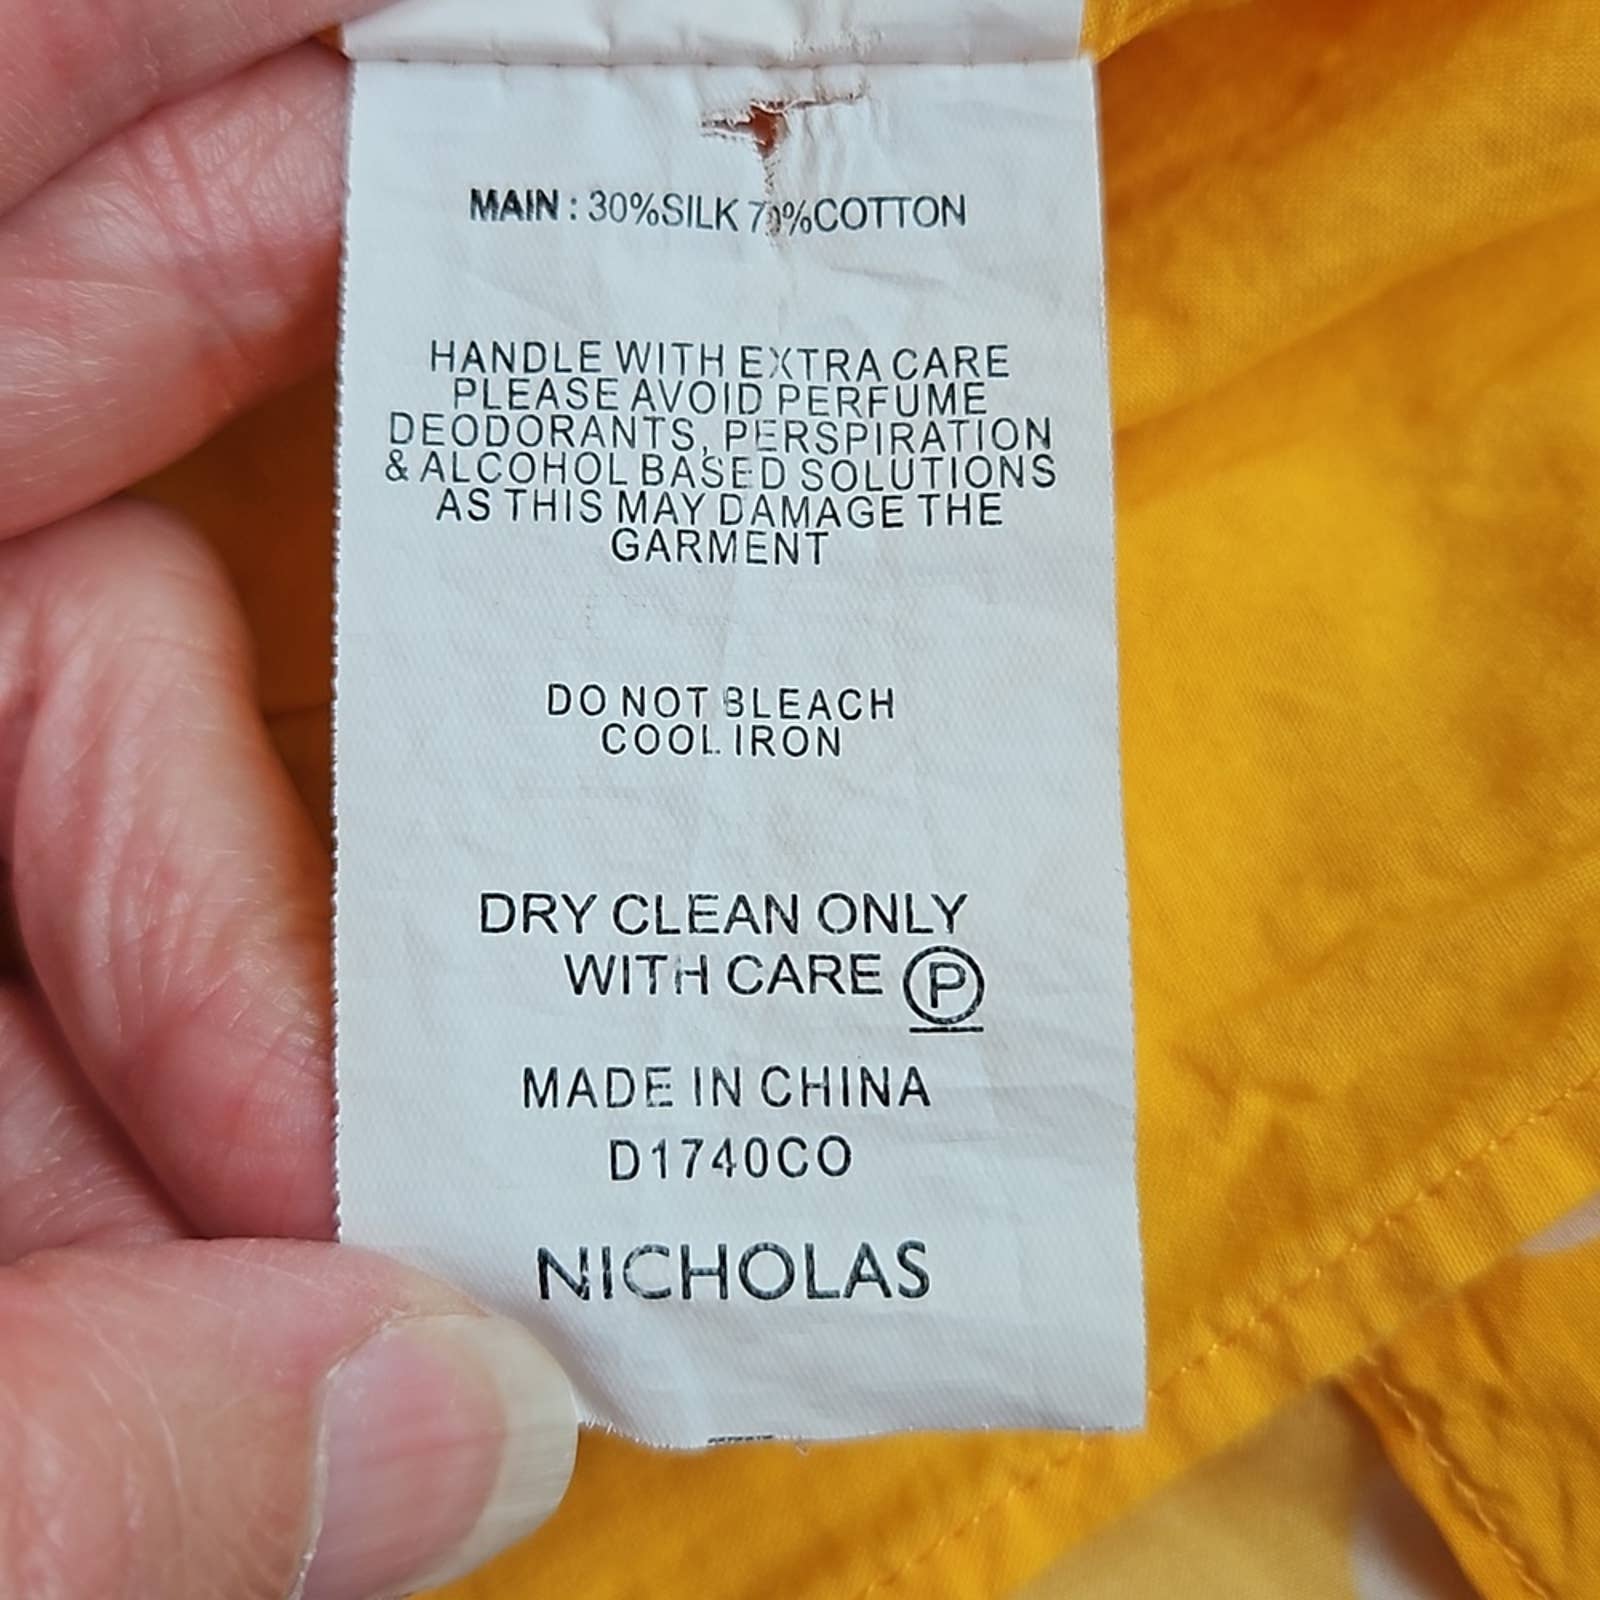 MAIN : 30%SILK 70%COTTON
HANDLE WITH EXTRA CARE
PLEASE AVOID PERFUME
DEODORANTS, PERSPIRATION
& ALCOHOL BASED SOLUTIONS
AS THIS MAY DAMAGE THE
GARMENT
DO NOT BLEACH
COOL IRON
DRY CLEAN ONLY
WITH CARE P
MADE IN CHINA
D1740CO
NICHOLAS